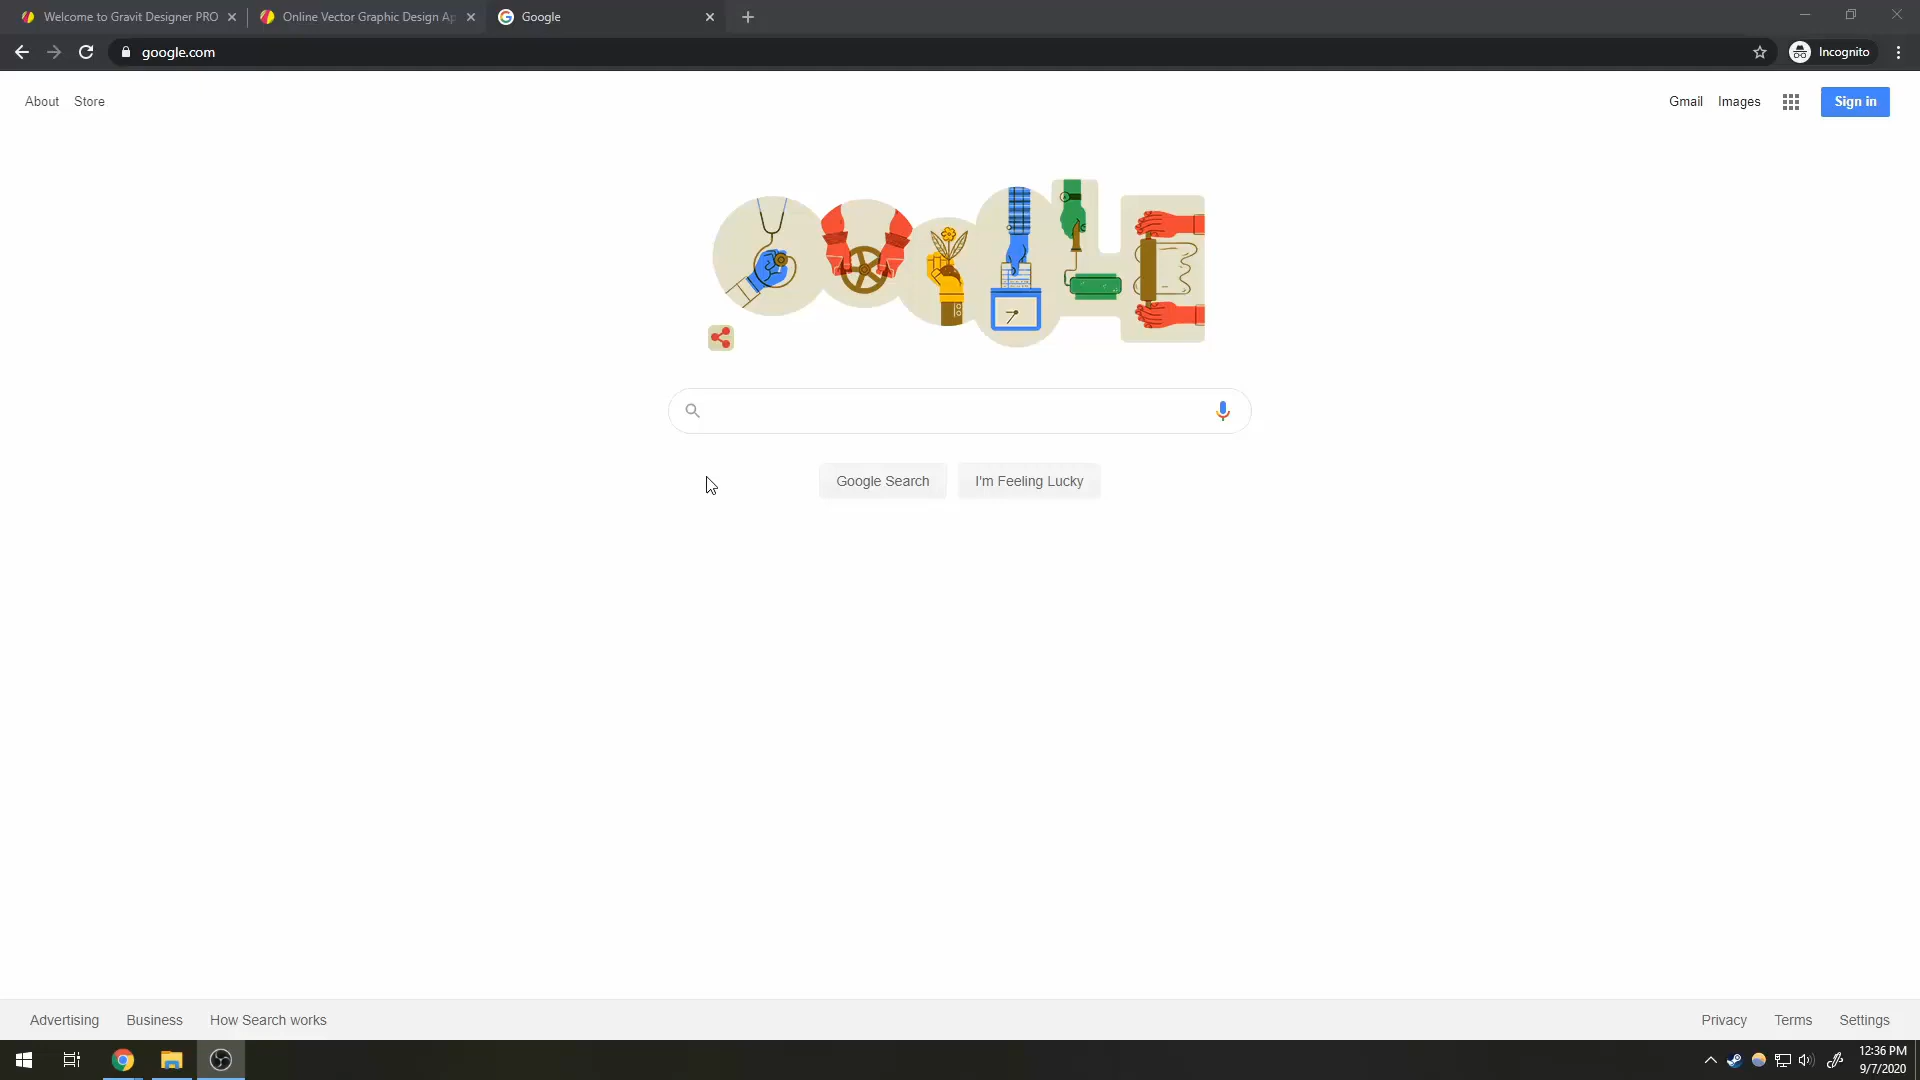 Welcome to Gravit Designer PRO
Online Vector Graphic Design Ap
Google
google.com
Incognito
About
Store
Gmail
Images
Sign in
Google Search
I'm Feeling Lucky
Advertising
Business
How Search works
Privacy
Terms
Settings
12:36 PM
9/7/2020